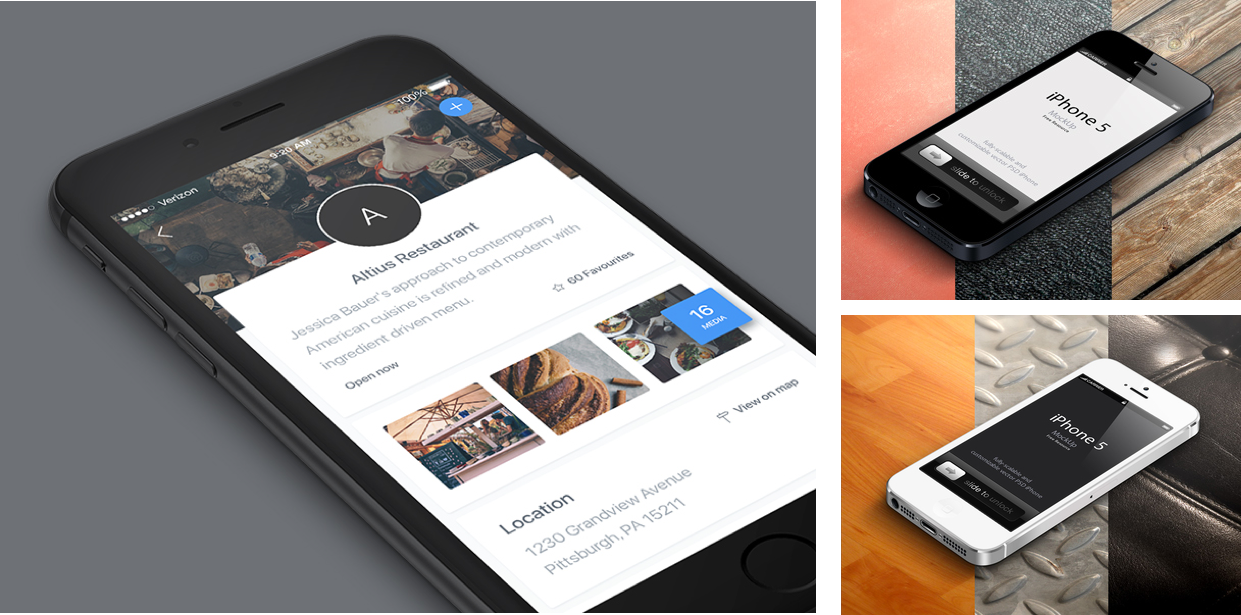 Verizon
9:20 AM
100%
A
Altius Restaurant
Jessica Bauer's approach to contemporary
American cuisine is refined and modern with
ingredient driven menu.
Open now
60 Favourites
16
MEDIA
View on map
Location
1230 Grandview Avenue
Pittsburgh, PA 15211
CARRIER
iPhone 5
MockUp
Free Resource
fully scalable and
customizable vector PSD iPhone
slide to unlock
CARRIER
iPhone 5
MockUp
Free Resource
fully scalable and
customizable vector PSD iPhone
slide to unlock